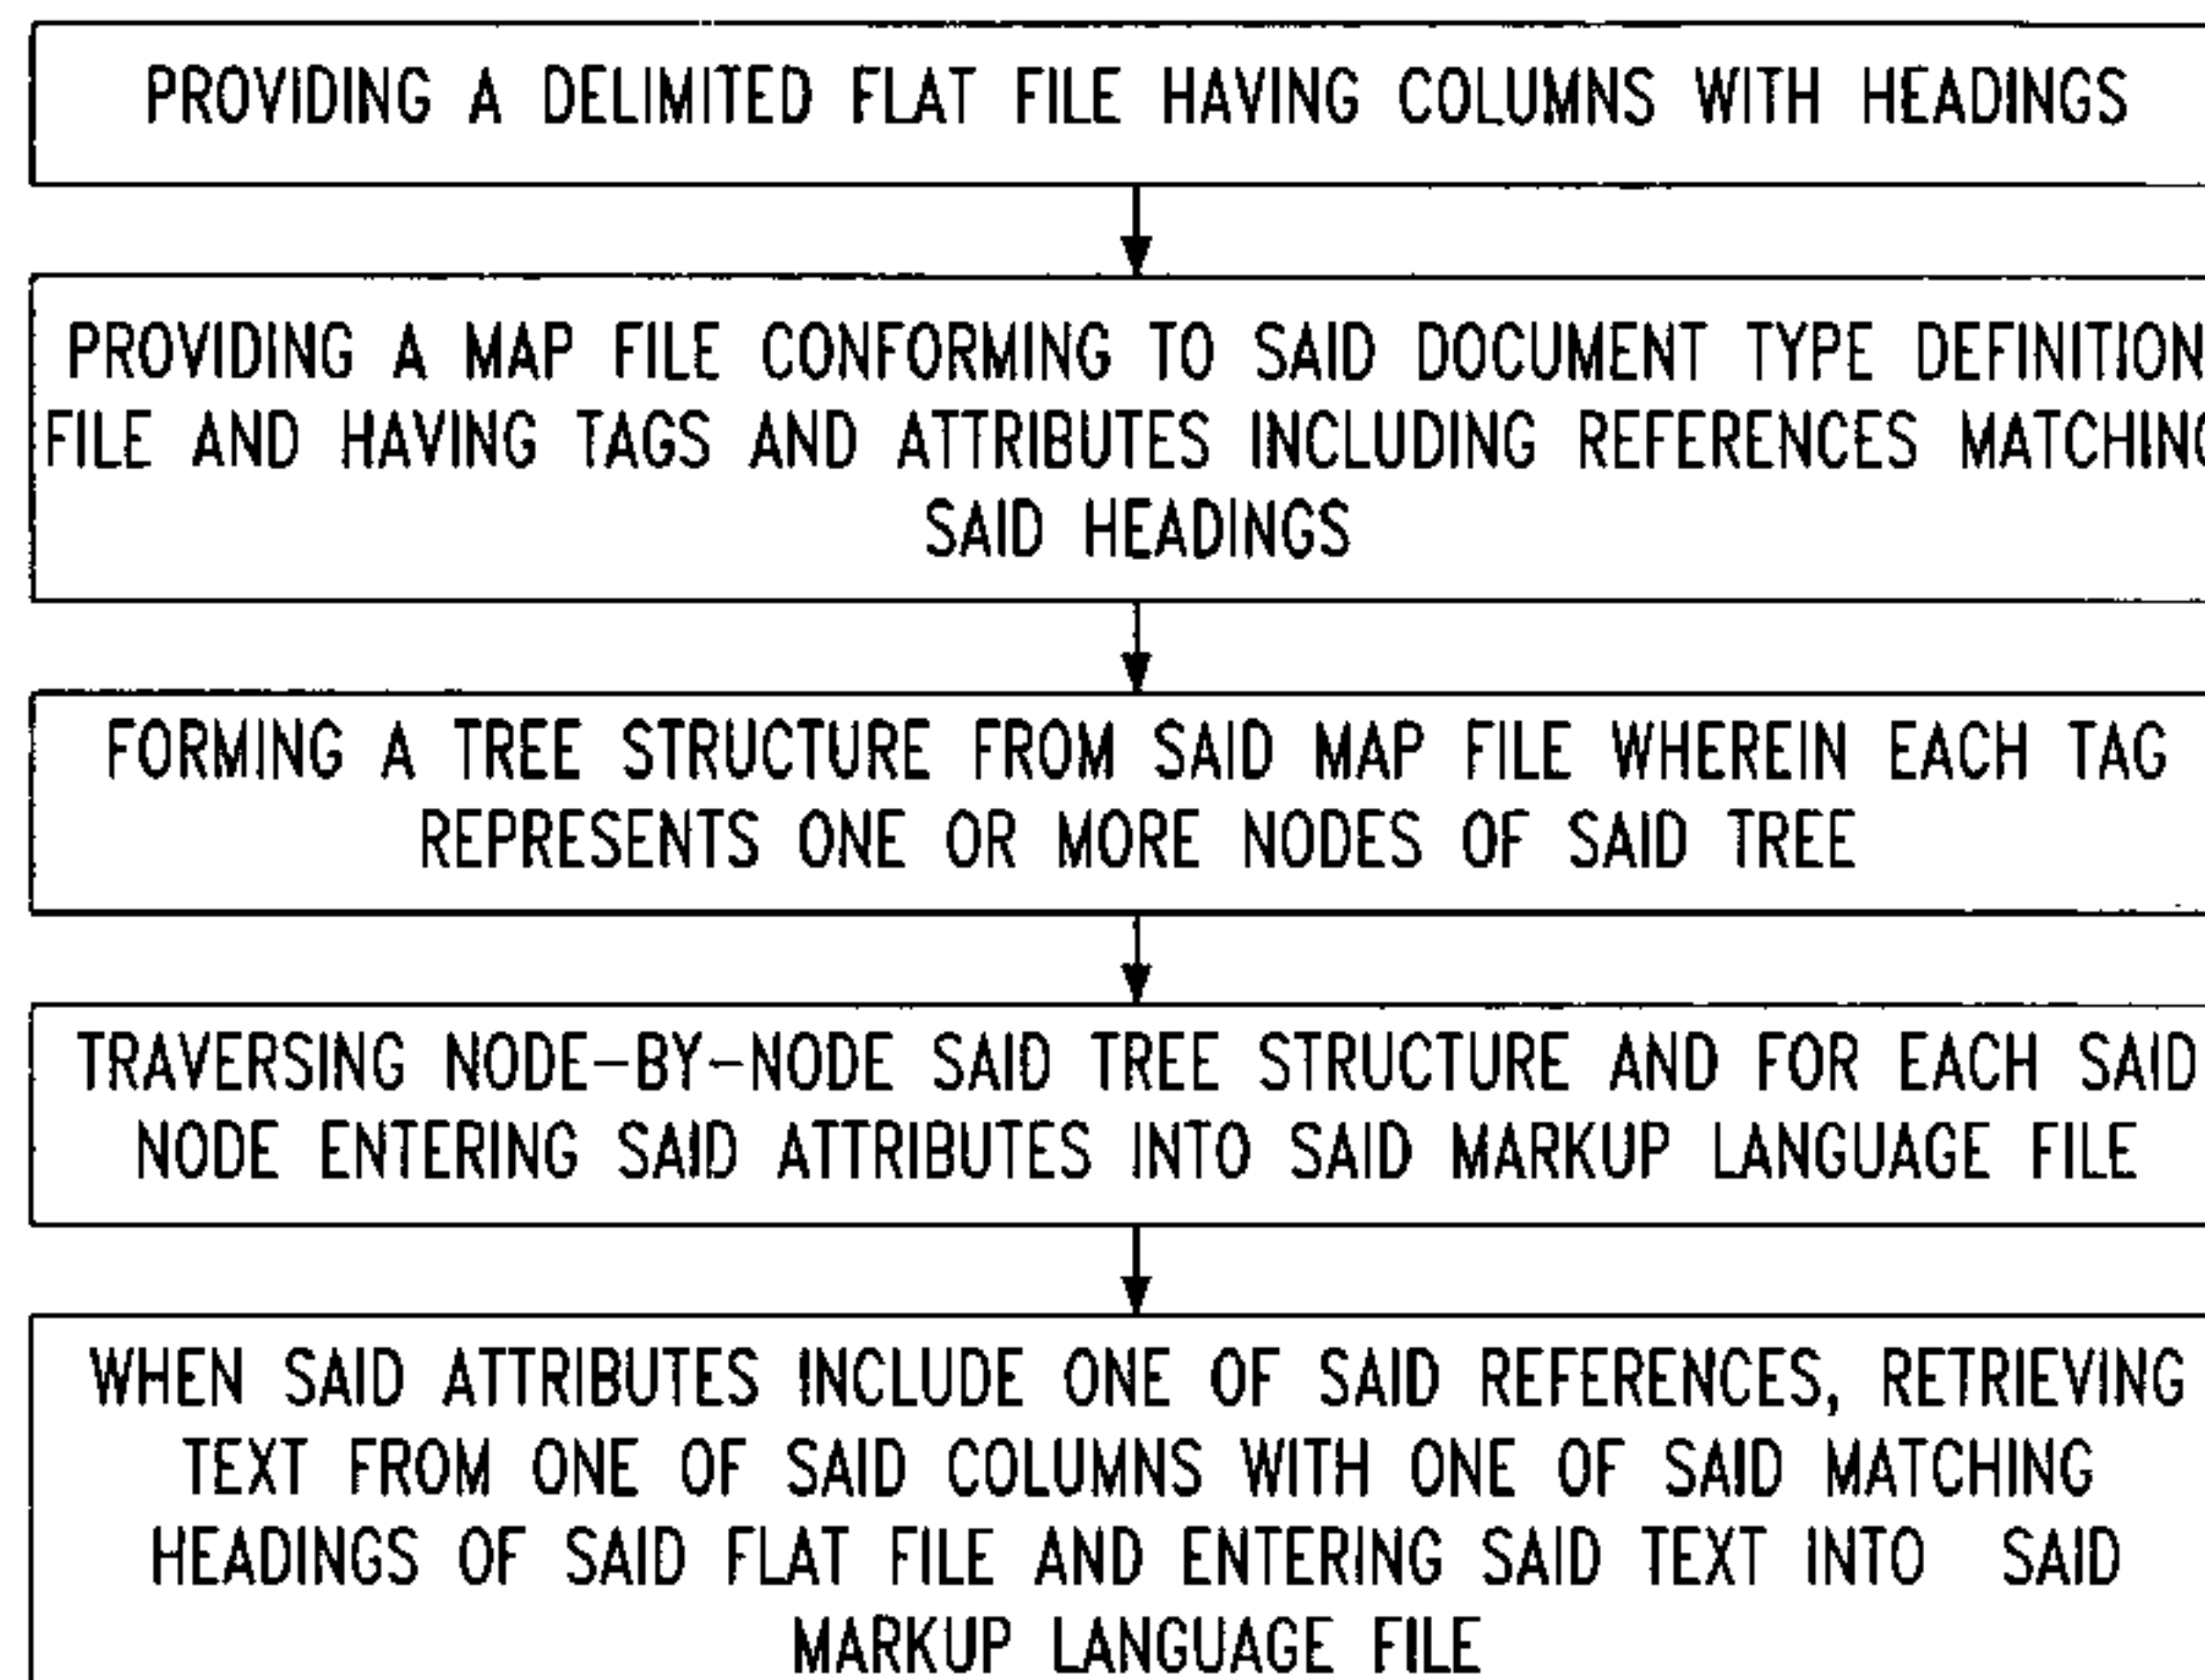 PROVIDING A DELIMITED FLAT FILE HAVING COLUMNS WITH HEADINGS
PROVIDING A MAP FILE CONFORMING TO SAID DOCUMENT TYPE DEFINITION
FILE AND HAVING TAGS AND ATTRIBUTES INCLUDING REFERENCES MATCHING
SAID HEADINGS
FORMING A TREE STRUCTURE FROM SAID MAP FILE WHEREIN EACH TAG
REPRESENTS ONE OR MORE NODES OF SAID TREE
TRAVERSING NODE-BY-NODE SAID TREE STRUCTURE AND FOR EACH SAID
NODE ENTERING SAID ATTRIBUTES INTO SAID MARKUP LANGUAGE FILE
WHEN SAID ATTRIBUTES INCLUDE ONE OF SAID REFERENCES, RETRIEVING
TEXT FROM ONE OF SAID COLUMNS WITH ONE OF SAID MATCHING
HEADINGS OF SAID FLAT FILE AND ENTERING SAID TEXT INTO SAID
MARKUP LANGUAGE FILE